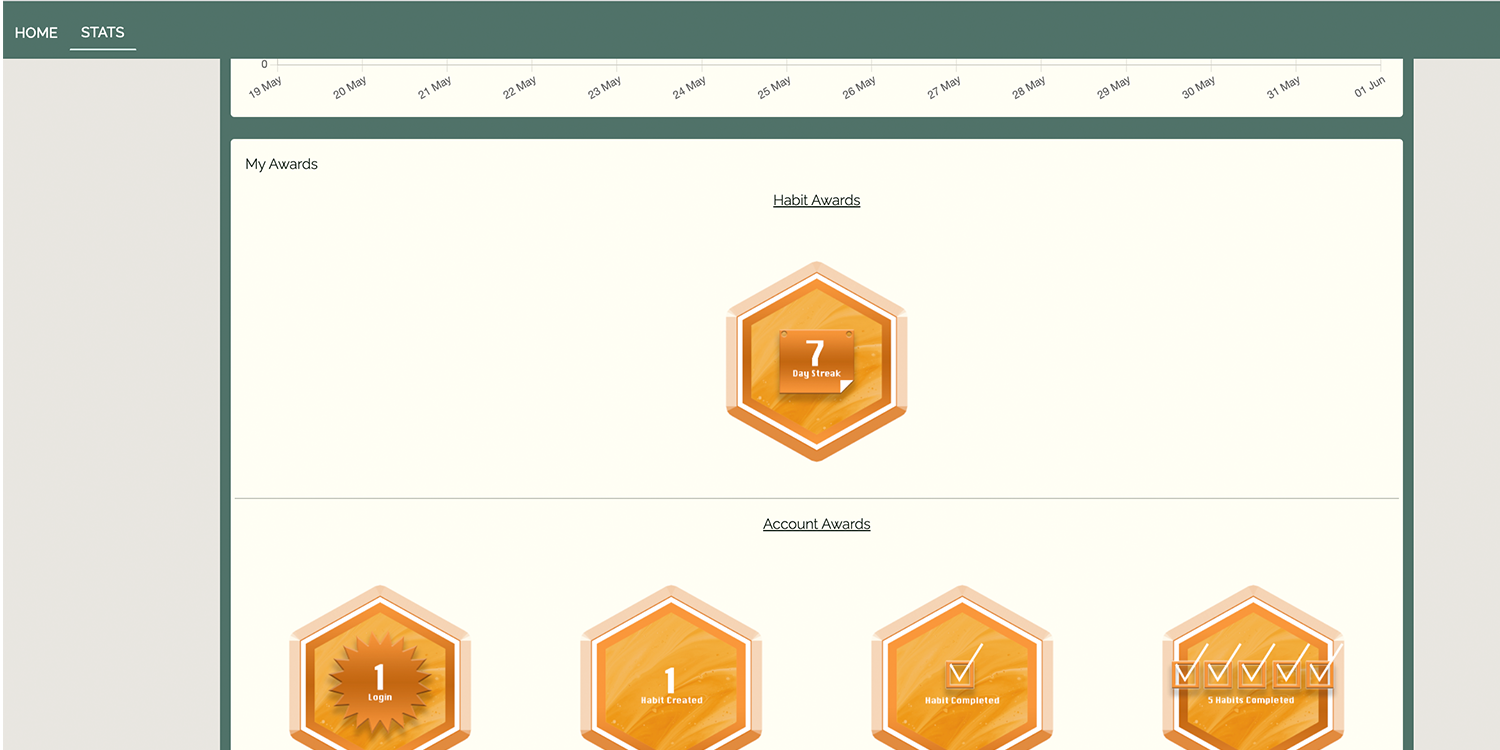 HOME STATS
0
19 May 20 May 21 May 22 May 23 May 24 May 25 May 26 May 27 May 28 May 29 May 30 May 31 May 01 Jun
My Awards
Habit Awards
7
Day Streak
Account Awards
1
Login
1
Habit Created
Habit Completed
5 Habits Completed